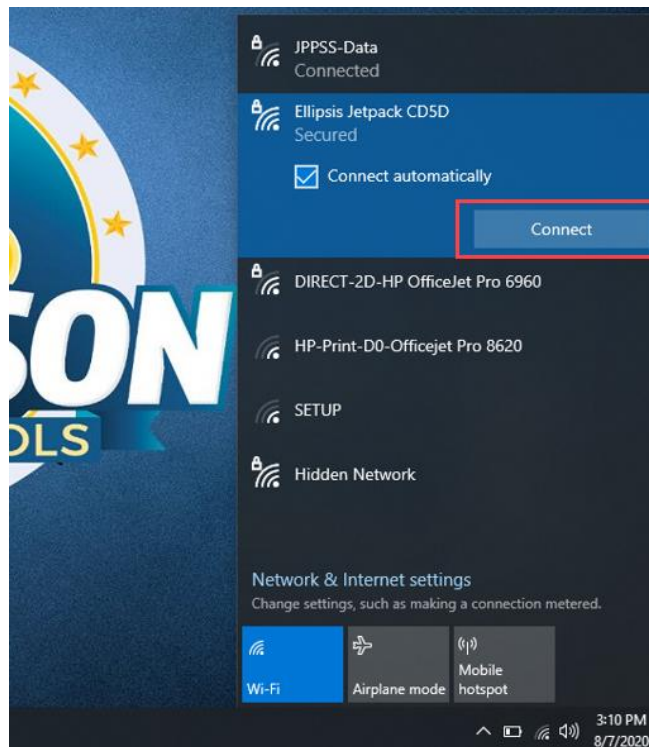 JPPSS-Data
Connected
Ellipsis Jetpack CD5D
Secured
Connect automatically
Connect
DIRECT-2D-HP OfficeJet Pro 6960
HP-Print-D0-Officejet Pro 8620
SETUP
Hidden Network
SON
OLS
Network & Internet settings
Change settings, such as making a connection metered.
Wi-Fi
Airplane mode
Mobile
hotspot
3:10 PM
8/7/2020